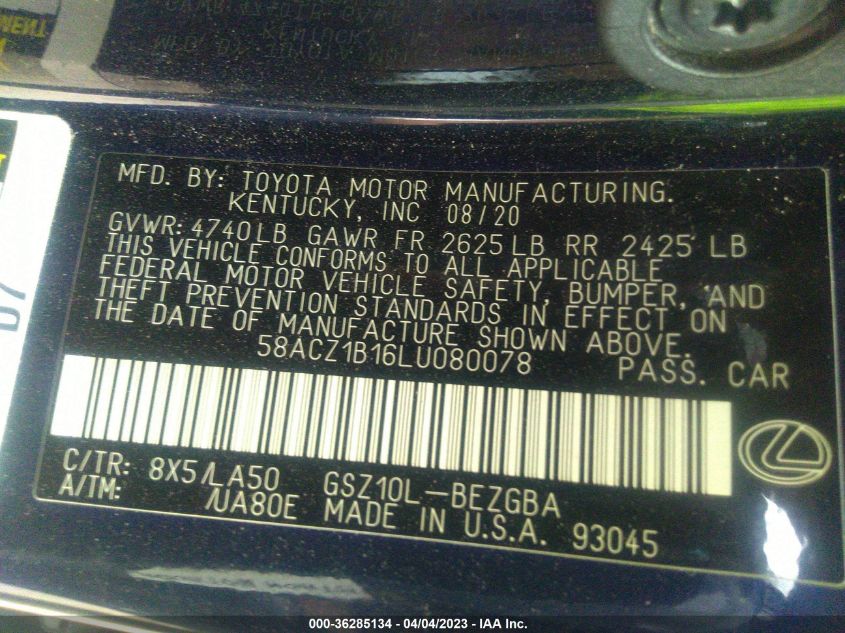 MFD. BY: TOYOTA MOTOR MANUFACTURING.
KENTUCKY, INC 08/20
GVWR: 4740LB GAWR FR 2625LB RR 2425 LB
THIS VEHICLE CONFORMS TO ALL APPLICABLE
FEDERAL MOTOR VEHICLE SAFETY, BUMPER, AND
THEFT PREVENTION STANDARDS IN EFFECT ON
THE DATE OF MANUFACTURE SHOWN ABOVE.
58ACZ1B16LU080078 PASS. CAR
C/TR: 8X5/LA50 GSZ10L-BEZGBA
A/TM: /UA80E MADE IN U.S.A. 93045
000-36285134 - 04/04/2023 - IAA Inc.